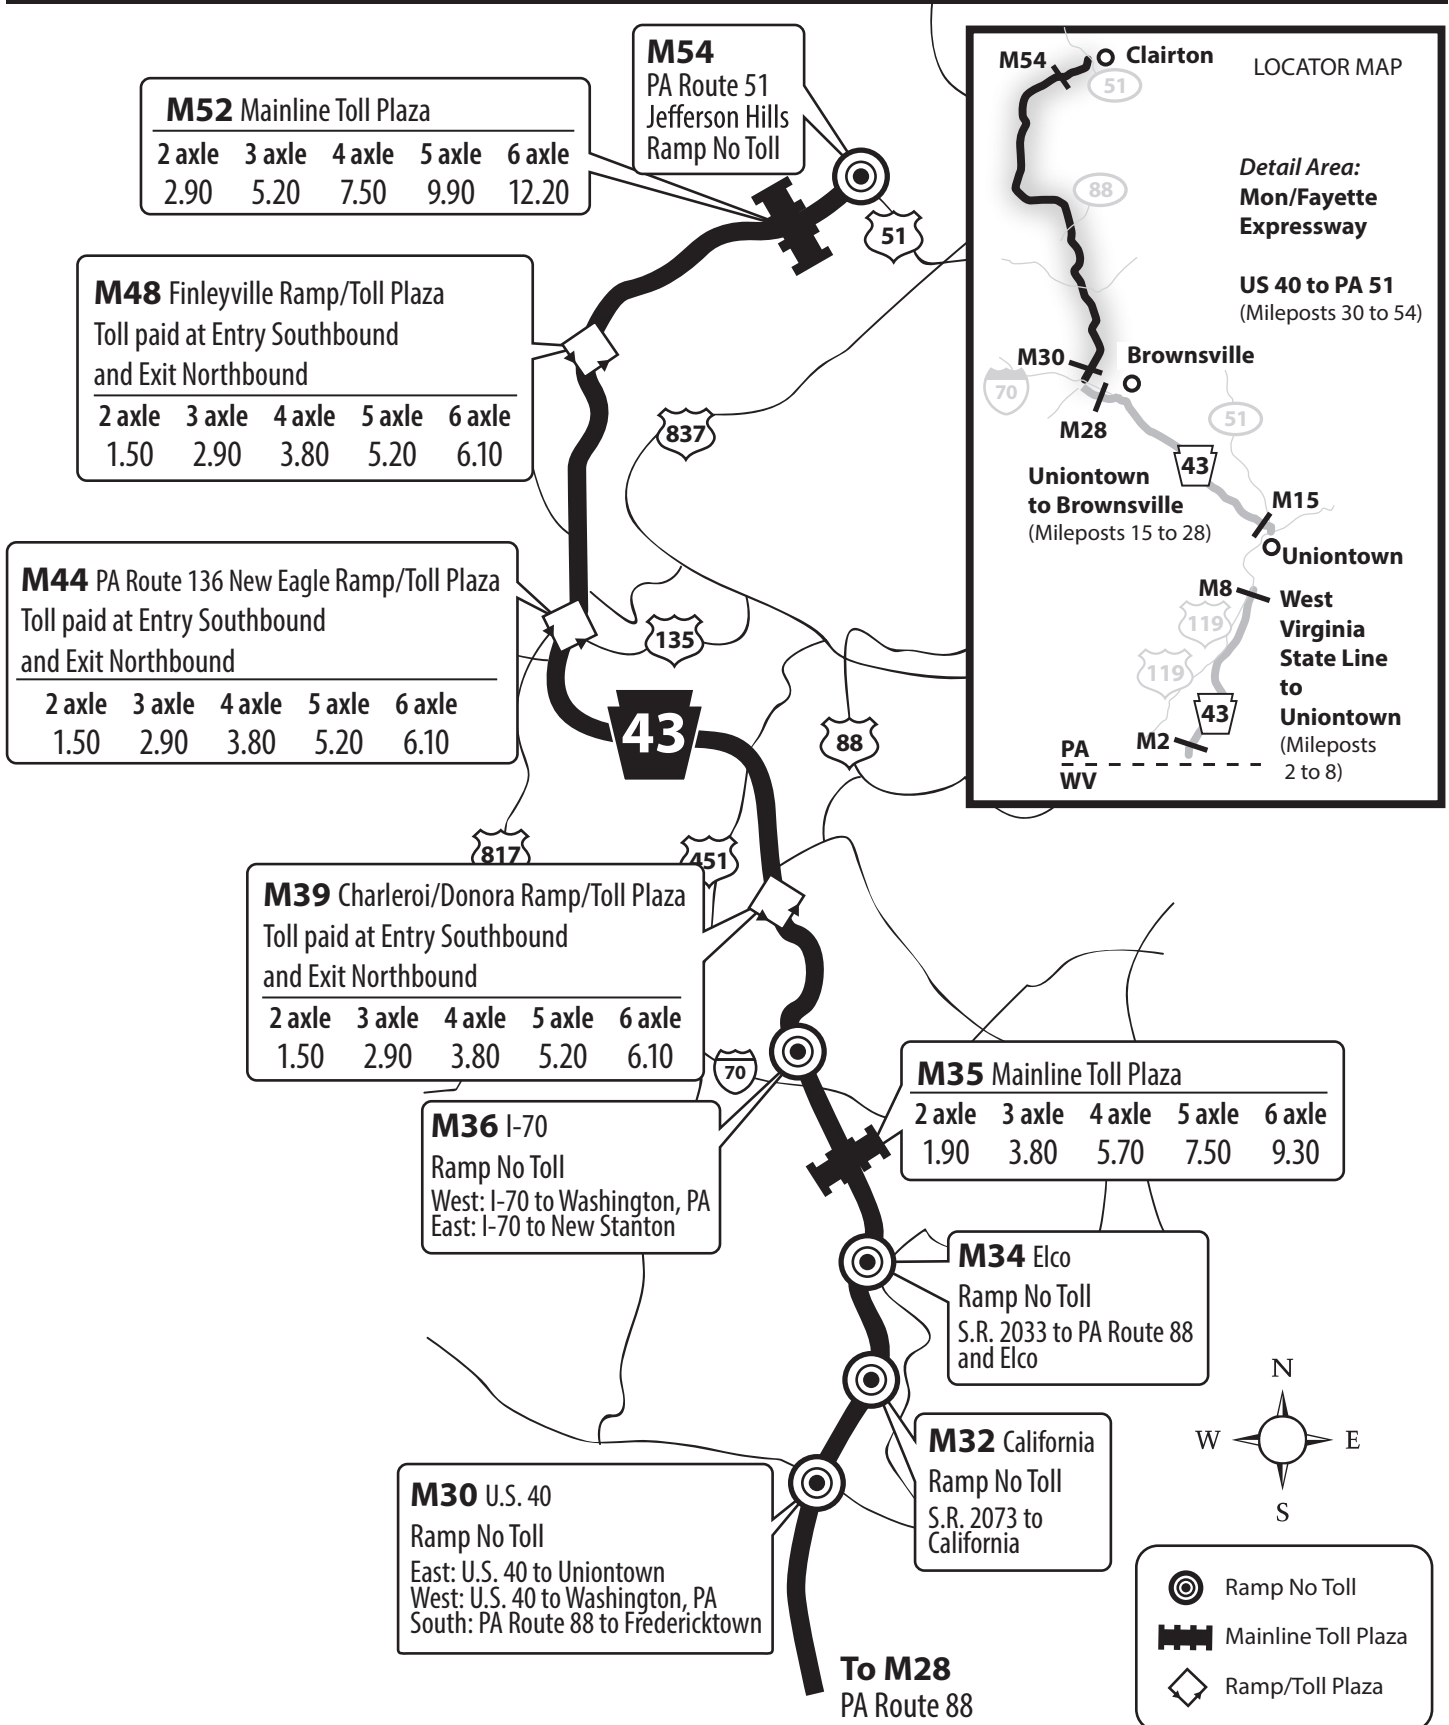 M54
PA Route 51
Jefferson Hills
Ramp No Toll
M52 Mainline Toll Plaza
2 axle 3 axle 4 axle 5 axle 6 axle
2.90 5.20 7.50 9.90 12.20
51
M48 Finleyville Ramp/Toll Plaza
Toll paid at Entry Southbound
and Exit Northbound
2 axle 3 axle 4 axle 5 axle 6 axle
1.50 2.90 3.80 5.20 6.10
837
M44 PA Route 136 New Eagle Ramp/Toll Plaza
Toll paid at Entry Southbound
and Exit Northbound
2 axle 3 axle 4 axle 5 axle 6 axle
1.50 2.90 3.80 5.20 6.10
135
43
88
817
451
M39 Charleroi/Donora Ramp/Toll Plaza
Toll paid at Entry Southbound
and Exit Northbound
2 axle 3 axle 4 axle 5 axle 6 axle
1.50 2.90 3.80 5.20 6.10
70
M36 I-70
Ramp No Toll
West: I-70 to Washington, PA
East: I-70 to New Stanton
M35 Mainline Toll Plaza
2 axle 3 axle 4 axle 5 axle 6 axle
1.90 3.80 5.70 7.50 9.30
M34 Elco
Ramp No Toll
S.R. 2033 to PA Route 88
and Elco
M32 California
Ramp No Toll
S.R. 2073 to
California
M30 U.S. 40
Ramp No Toll
East: U.S. 40 to Uniontown
West: U.S. 40 to Washington, PA
South: PA Route 88 to Fredericktown
To M28
PA Route 88
LOCATOR MAP
M54
Clairton
51
Detail Area:
Mon/Fayette
Expressway
88
US 40 to PA 51
(Mileposts 30 to 54)
M30
Brownsville
70
51
M28
43
Uniontown
to Brownsville
(Mileposts 15 to 28)
M15
Uniontown
M8
West
Virginia
State Line
to
Uniontown
(Mileposts
2 to 8)
119
119
43
M2
PA
WV
N
W E
S
Ramp No Toll
Mainline Toll Plaza
Ramp/Toll Plaza